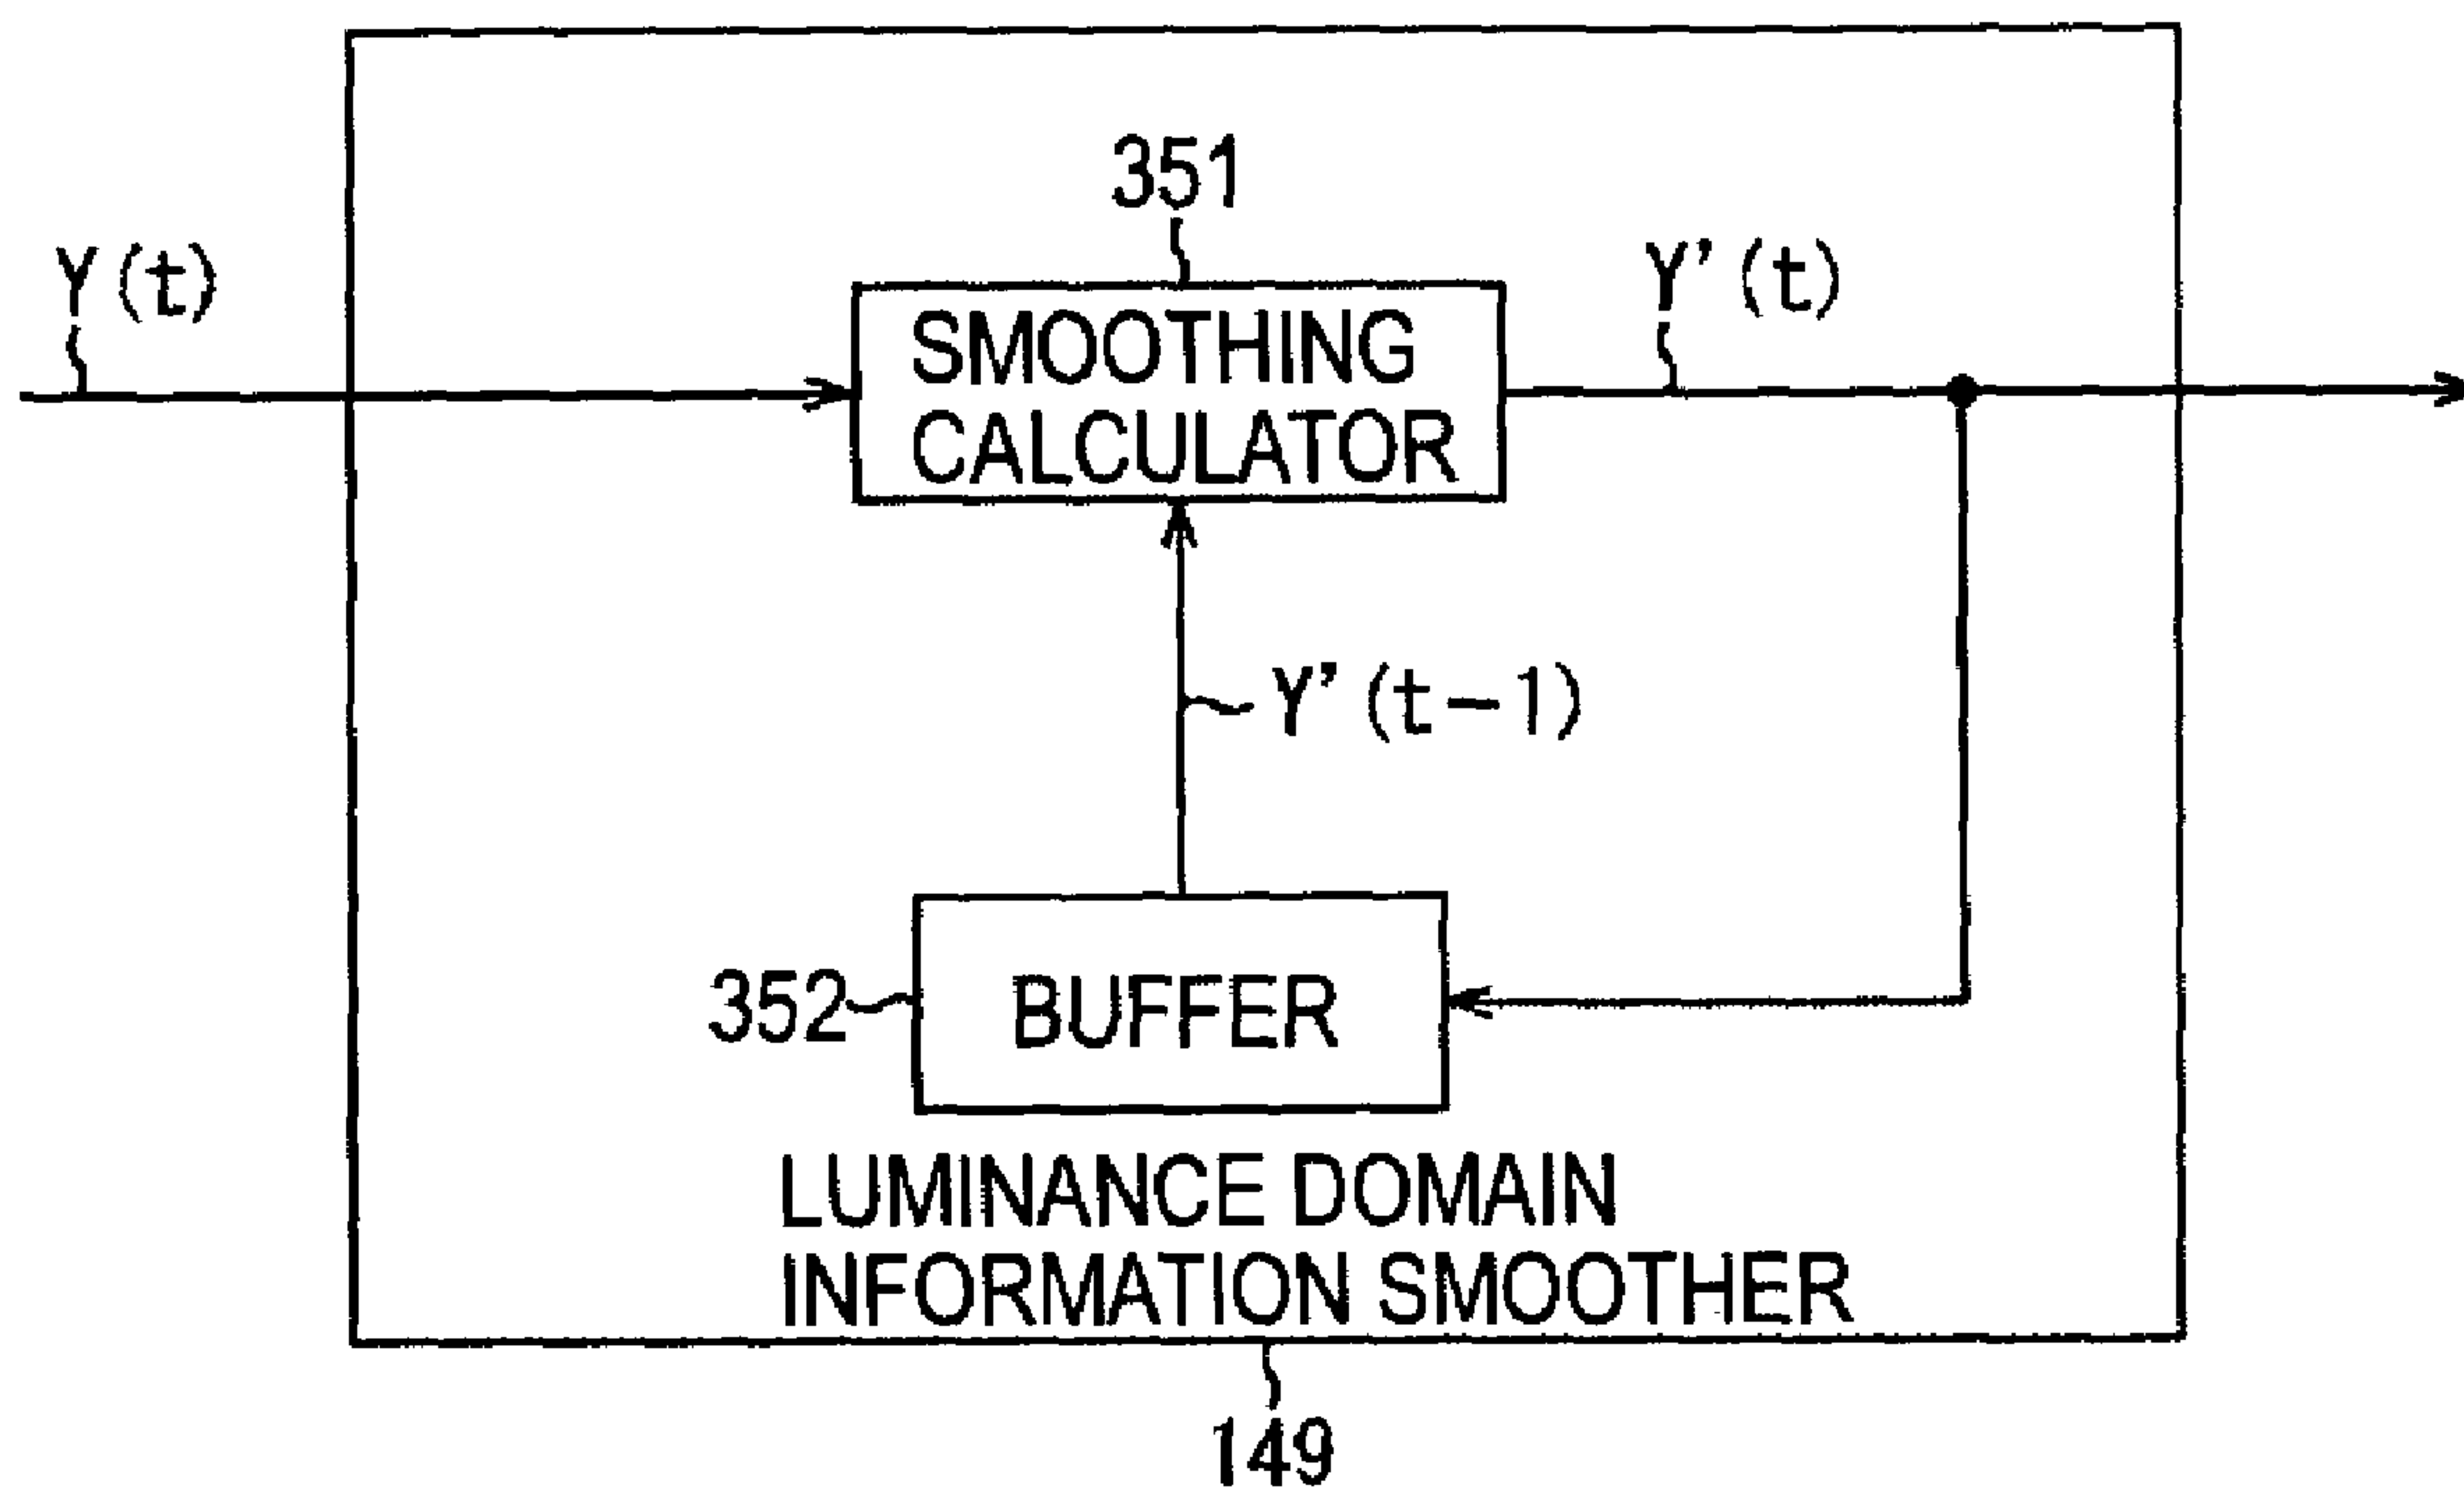 351
Y(t)
Y'(t)
SMOOTHING
CALCULATOR
Y'(t-1)
352
BUFFER
LUMINANCE DOMAIN
INFORMATION SMOOTHER
149